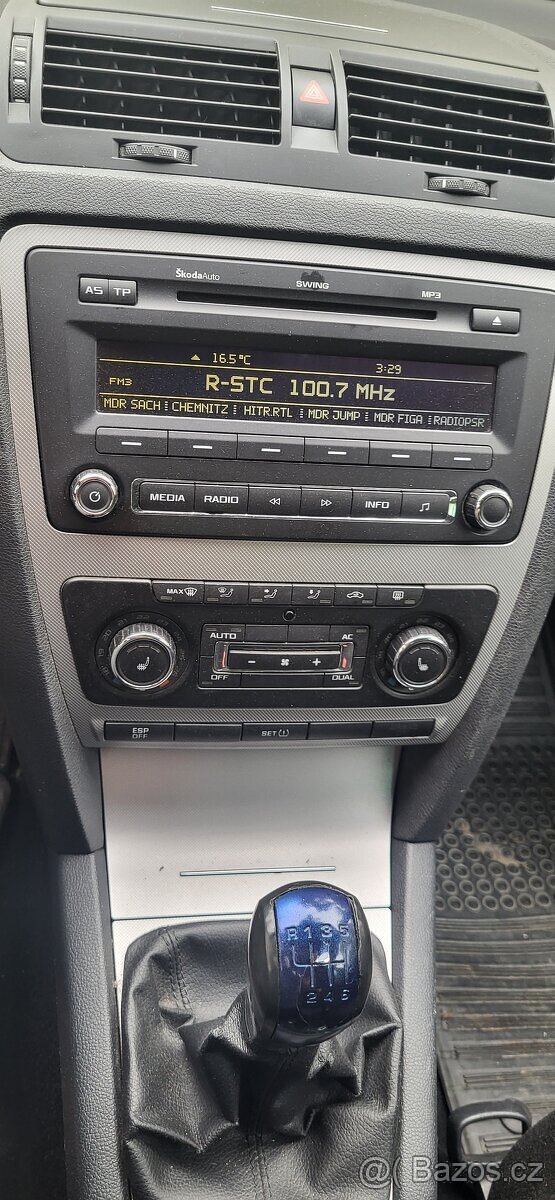 ŠkodaAuto SWING MP3
AS TP
16.5°C 3:29
FM3 R-STC 100.7 MHz
MDR SACH CHEMNITZ HITR.RTL MDR JUMP MDR FIGA RADIOPSR
MEDIA RADIO INFO
MAX
AUTO AC
- +
OFF DUAL
ESP OFF SET
R 1 3 5
2 4 6
@ Bazoš.cz